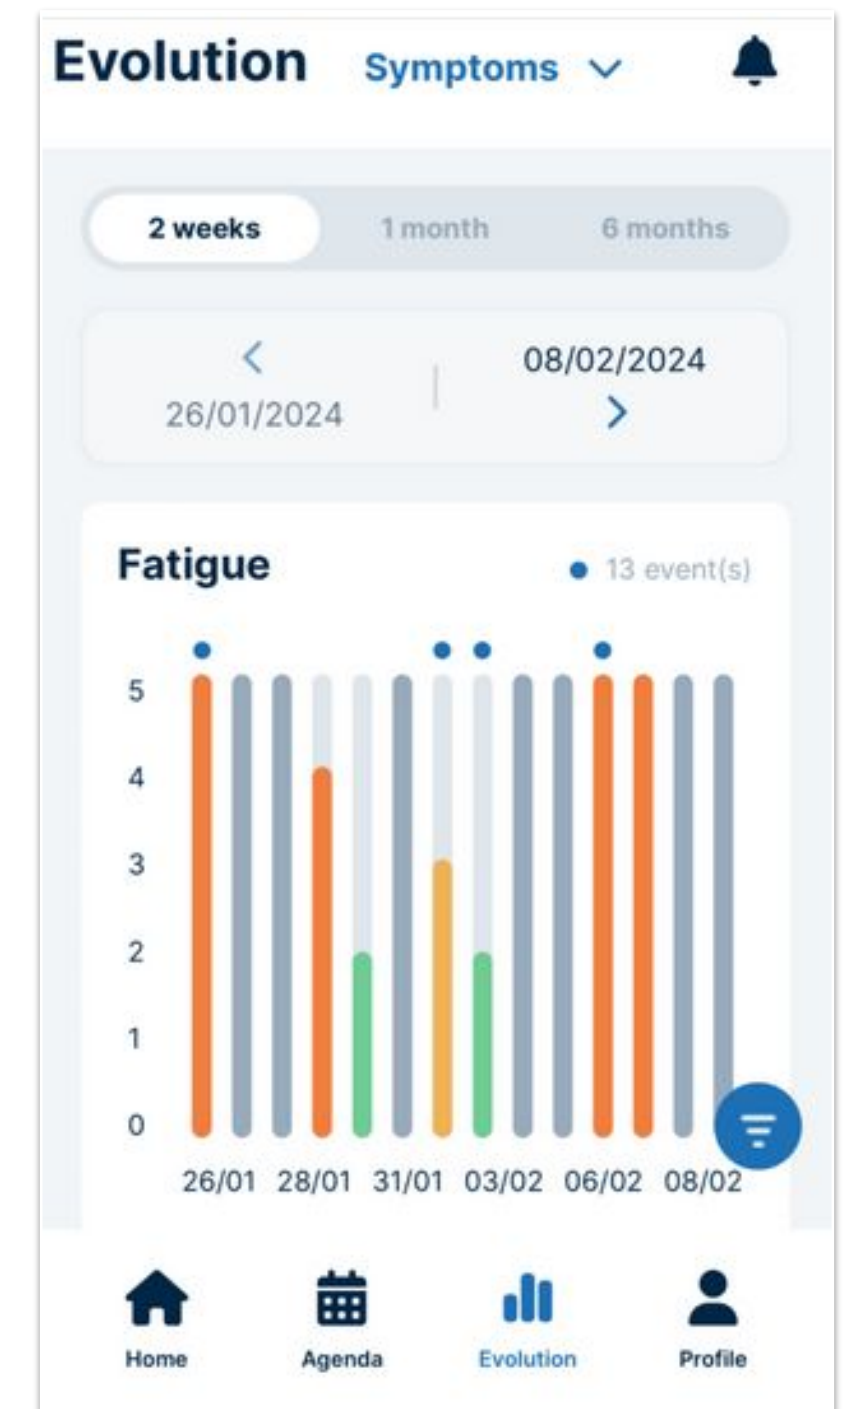 Evolution Symptoms
2 weeks 1 month 6 months
08/02/2024
26/01/2024
Fatigue 13 event(s)
5
4
3
2
1
0
26/01 28/01 31/01 03/02 06/02 08/02
Home Agenda Evolution Profile